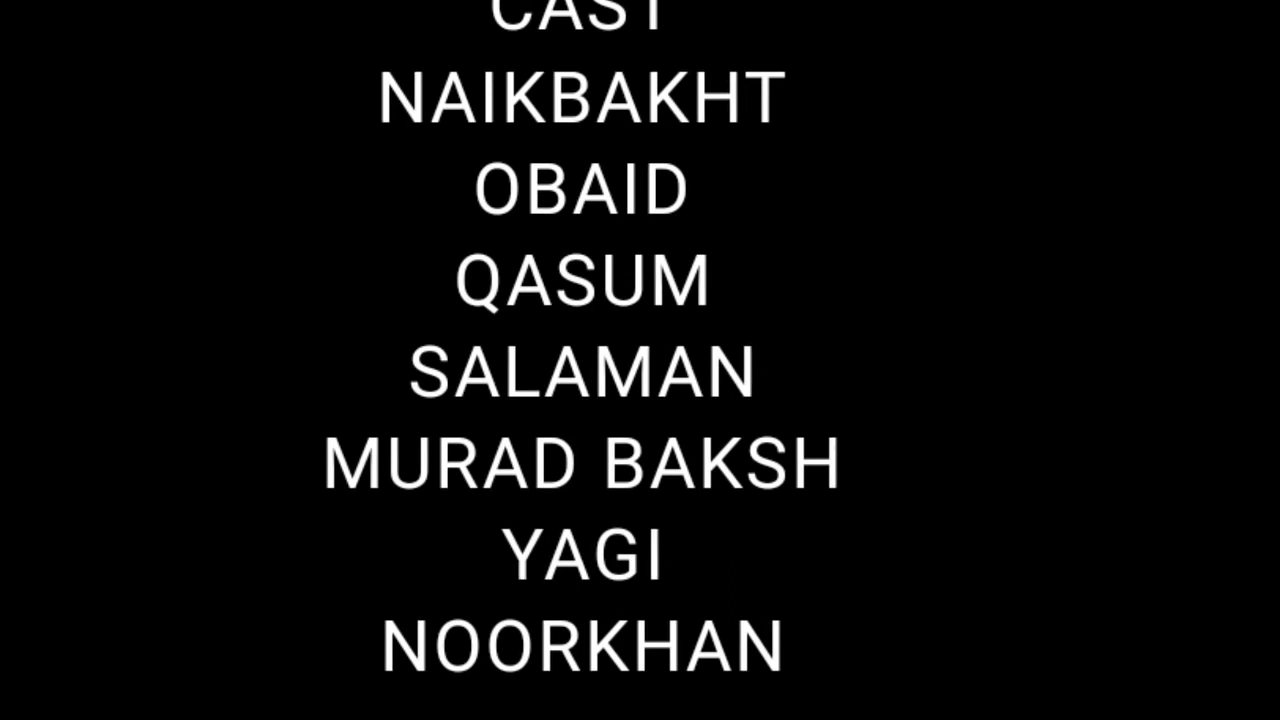 CAST
NAIKBAKHT
OBAID
QASUM
SALAMAN
MURAD BAKSH
YAGI
NOORKHAN